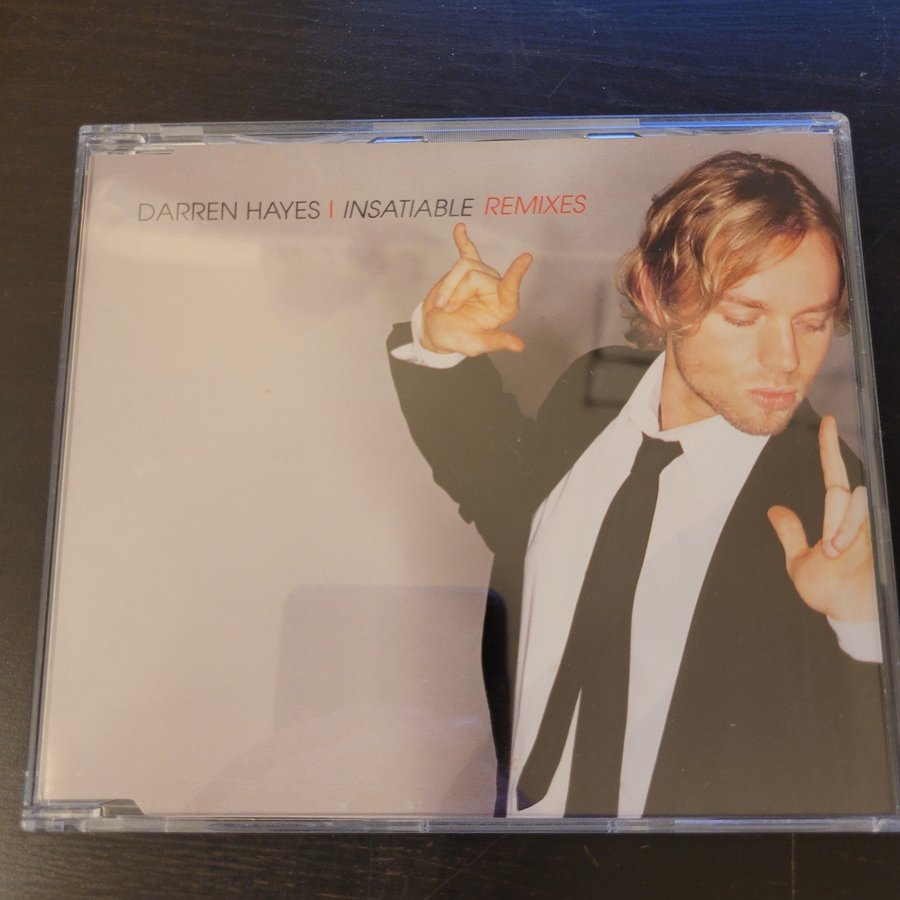 DARREN HAYES | INSATIABLE REMIXES